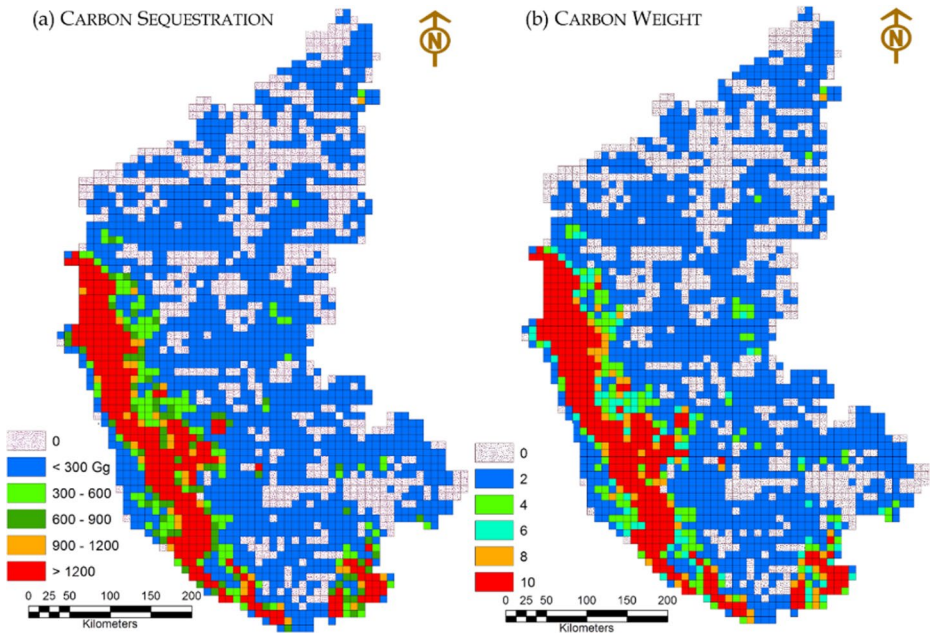 (a) CARBON SEQUESTRATION
N
0
< 300 Gg
300 - 600
600 - 900
900 - 1200
> 1200
0 25 50 100 150 200
Kilometers
(b) CARBON WEIGHT
N
0
2
4
6
8
10
0 25 50 100 150 200
Kilometers